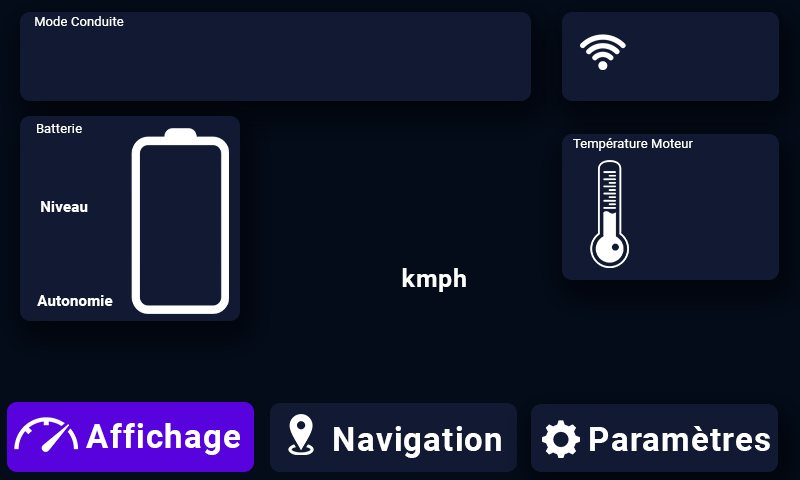 Mode Conduite
Batterie
Température Moteur
Niveau
kmph
Autonomie
Affichage
Navigation
Paramètres